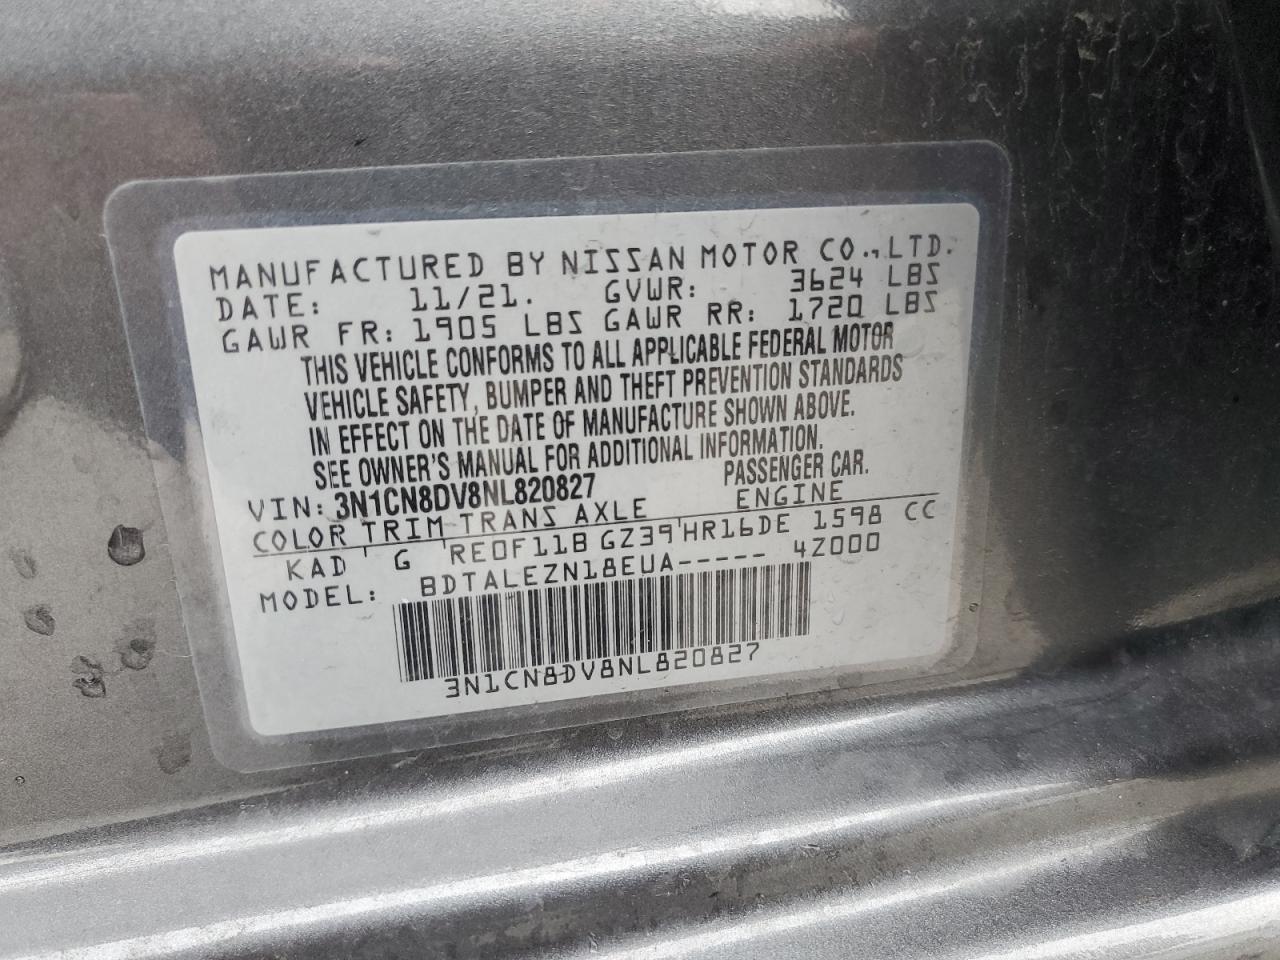 MANUFACTURED BY NISSAN MOTOR CO., LTD.
DATE: 11/21. GVWR: 3624 LBS
GAWR FR: 1905 LBS GAWR RR: 1720 LBS
THIS VEHICLE CONFORMS TO ALL APPLICABLE FEDERAL MOTOR
VEHICLE SAFETY, BUMPER AND THEFT PREVENTION STANDARDS
IN EFFECT ON THE DATE OF MANUFACTURE SHOWN ABOVE.
SEE OWNER'S MANUAL FOR ADDITIONAL INFORMATION.
VIN: 3N1CN8DV8NL820827 PASSENGER CAR.
COLOR TRIM TRANS AXLE ENGINE
KAD G RE0F11B GZ39 HR16DE 1598 CC
MODEL: BDTALEZN18EUA----- 4Z000
3N1CN8DV8NL820827